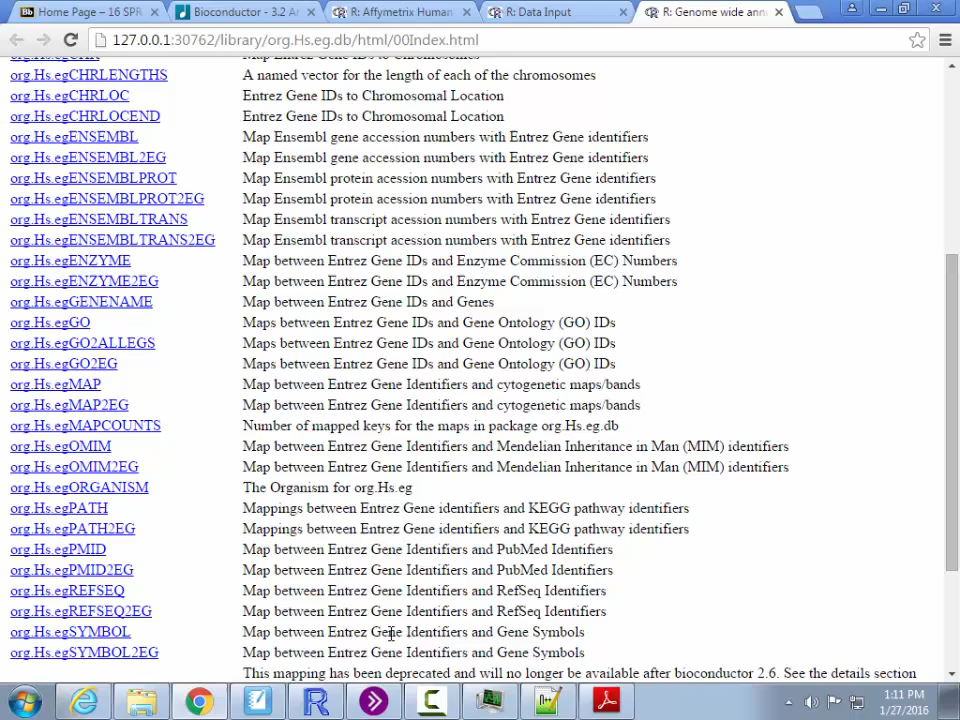 Home Page – 16 SPR
Bioconductor - 3.2 A
R: Affymetrix Human
R: Data Input
R: Genome wide ann
127.0.0.1:30762/library/org.Hs.eg.db/html/00Index.html
org.Hs.egCHRLENGTHS A named vector for the length of each of the chromosomes
org.Hs.egCHRLOC Entrez Gene IDs to Chromosomal Location
org.Hs.egCHRLOCEND Entrez Gene IDs to Chromosomal Location
org.Hs.egENSEMBL Map Ensembl gene accession numbers with Entrez Gene identifiers
org.Hs.egENSEMBL2EG Map Ensembl gene accession numbers with Entrez Gene identifiers
org.Hs.egENSEMBLPROT Map Ensembl protein acession numbers with Entrez Gene identifiers
org.Hs.egENSEMBLPROT2EG Map Ensembl protein acession numbers with Entrez Gene identifiers
org.Hs.egENSEMBLTRANS Map Ensembl transcript acession numbers with Entrez Gene identifiers
org.Hs.egENSEMBLTRANS2EG Map Ensembl transcript acession numbers with Entrez Gene identifiers
org.Hs.egENZYME Map between Entrez Gene IDs and Enzyme Commission (EC) Numbers
org.Hs.egENZYME2EG Map between Entrez Gene IDs and Enzyme Commission (EC) Numbers
org.Hs.egGENENAME Map between Entrez Gene IDs and Genes
org.Hs.egGO Maps between Entrez Gene IDs and Gene Ontology (GO) IDs
org.Hs.egGO2ALLEGS Maps between Entrez Gene IDs and Gene Ontology (GO) IDs
org.Hs.egGO2EG Maps between Entrez Gene IDs and Gene Ontology (GO) IDs
org.Hs.egMAP Map between Entrez Gene Identifiers and cytogenetic maps/bands
org.Hs.egMAP2EG Map between Entrez Gene Identifiers and cytogenetic maps/bands
org.Hs.egMAPCOUNTS Number of mapped keys for the maps in package org.Hs.eg.db
org.Hs.egOMIM Map between Entrez Gene Identifiers and Mendelian Inheritance in Man (MIM) identifiers
org.Hs.egOMIM2EG Map between Entrez Gene Identifiers and Mendelian Inheritance in Man (MIM) identifiers
org.Hs.egORGANISM The Organism for org.Hs.eg
org.Hs.egPATH Mappings between Entrez Gene identifiers and KEGG pathway identifiers
org.Hs.egPATH2EG Mappings between Entrez Gene identifiers and KEGG pathway identifiers
org.Hs.egPMID Map between Entrez Gene Identifiers and PubMed Identifiers
org.Hs.egPMID2EG Map between Entrez Gene Identifiers and PubMed Identifiers
org.Hs.egREFSEQ Map between Entrez Gene Identifiers and RefSeq Identifiers
org.Hs.egREFSEQ2EG Map between Entrez Gene Identifiers and RefSeq Identifiers
org.Hs.egSYMBOL Map between Entrez Gene Identifiers and Gene Symbols
org.Hs.egSYMBOL2EG Map between Entrez Gene Identifiers and Gene Symbols
This mapping has been deprecated and will no longer be available after bioconductor 2.6. See the details section
1:11 PM
1/27/2016